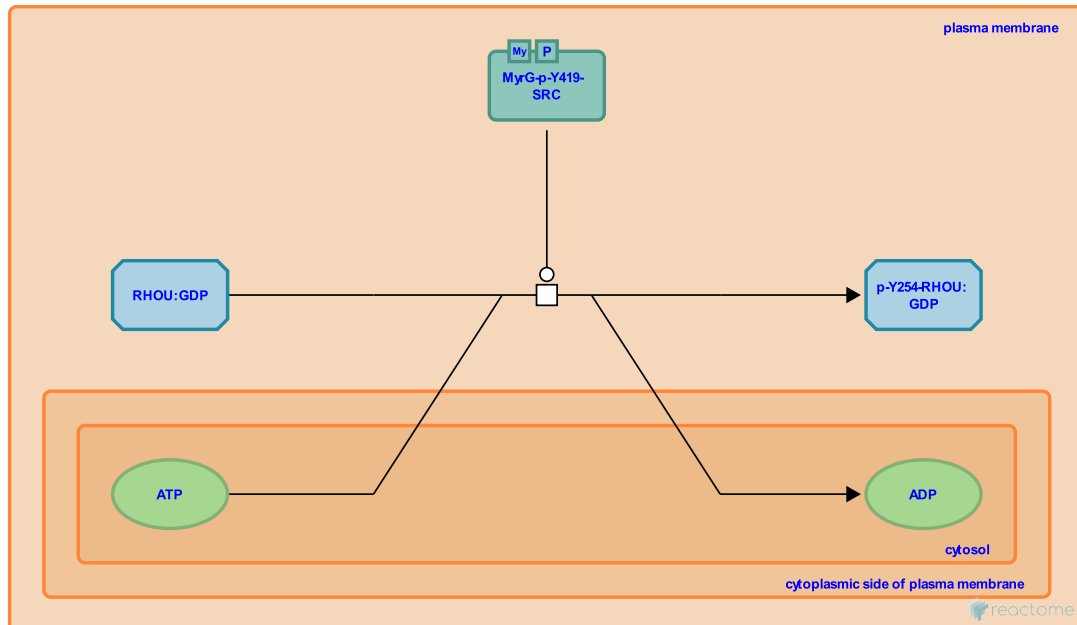 plasma membrane
My P
MyrG-p-Y419-
SRC
RHOU:GDP
p-Y254-RHOU:
GDP
ATP
ADP
cytosol
cytoplasmic side of plasma membrane
reactome